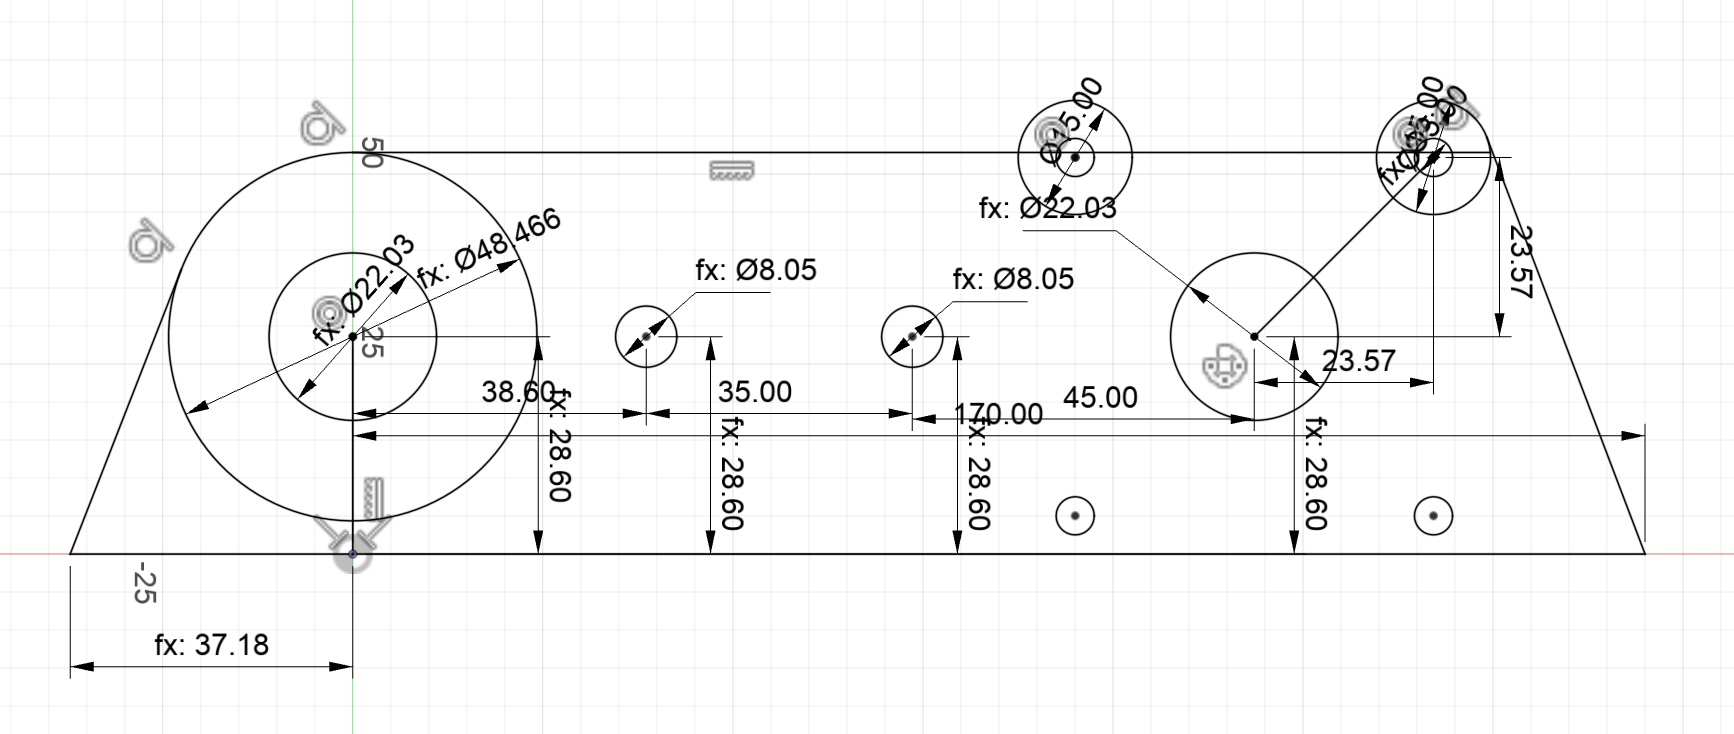 50
Ø15.00
fx: Ø22.03
fx: Ø48.466
fx: Ø22.03
23.57
fx: Ø8.05
fx: Ø8.05
25
23.57
38.60
35.00
45.00
170.00
fx: 28.60
fx: 28.60
fx: 28.60
fx: 28.60
-25
fx: 37.18